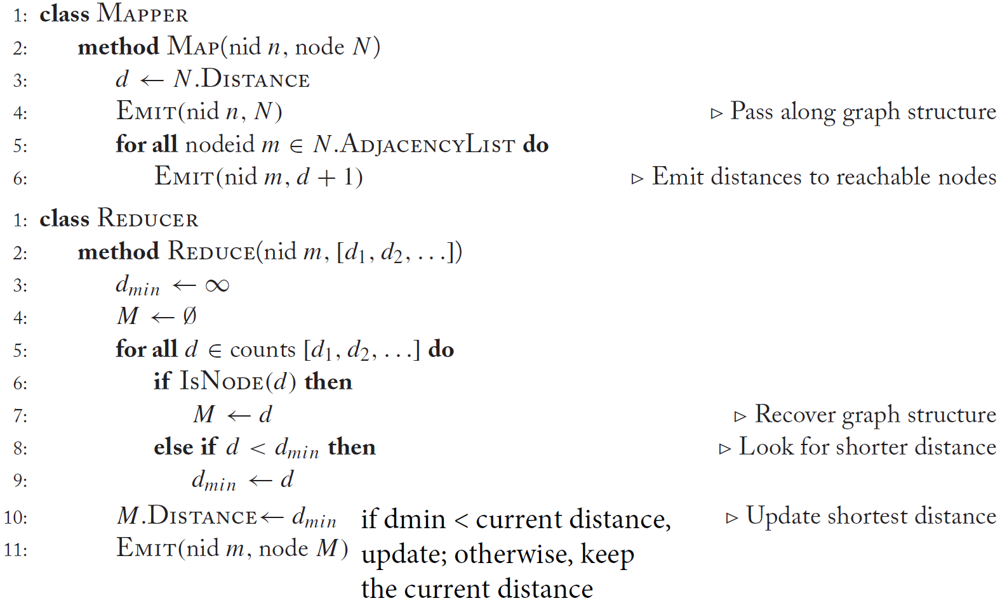 1: class Mapper
2: method Map(nid n, node N)
3: d ← N.Distance
4: Emit(nid n, N) ▷ Pass along graph structure
5: for all nodeid m ∈ N.AdjacencyList do
6: Emit(nid m, d + 1) ▷ Emit distances to reachable nodes
1: class Reducer
2: method Reduce(nid m, [d₁, d₂, . . .])
3: dₘᵢₙ ← ∞
4: M ← ∅
5: for all d ∈ counts [d₁, d₂, . . .] do
6: if IsNode(d) then
7: M ← d ▷ Recover graph structure
8: else if d < dₘᵢₙ then ▷ Look for shorter distance
9: dₘᵢₙ ← d
10: M.Distance ← dₘᵢₙ ▷ Update shortest distance
11: Emit(nid m, node M)
if dmin < current distance,
update; otherwise, keep
the current distance